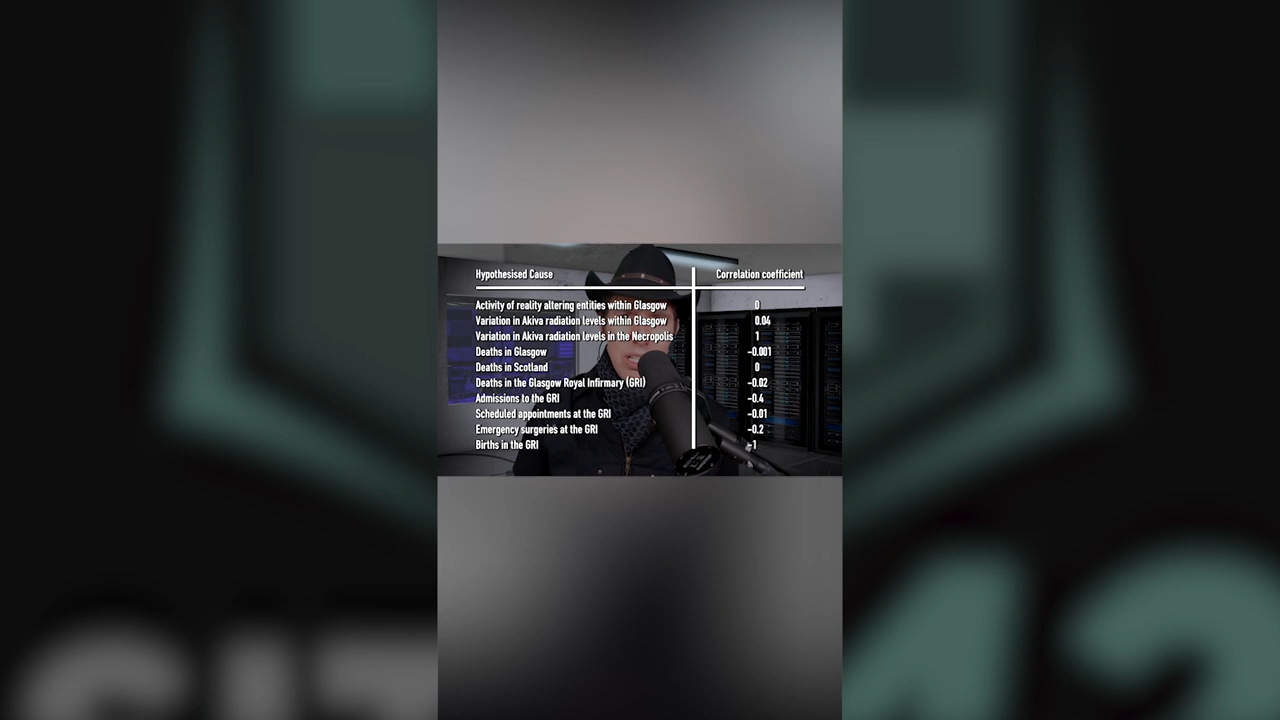 Hypothesised Cause Correlation coefficient
Activity of reality altering entities within Glasgow 0
Variation in Akiva radiation levels within Glasgow 0.04
Variation in Akiva radiation levels in the Necropolis 1
Deaths in Glasgow -0.001
Deaths in Scotland 0
Deaths in the Glasgow Royal Infirmary (GRI) -0.02
Admissions to the GRI -0.4
Scheduled appointments at the GRI -0.01
Emergency surgeries at the GRI -0.2
Births in the GRI -1